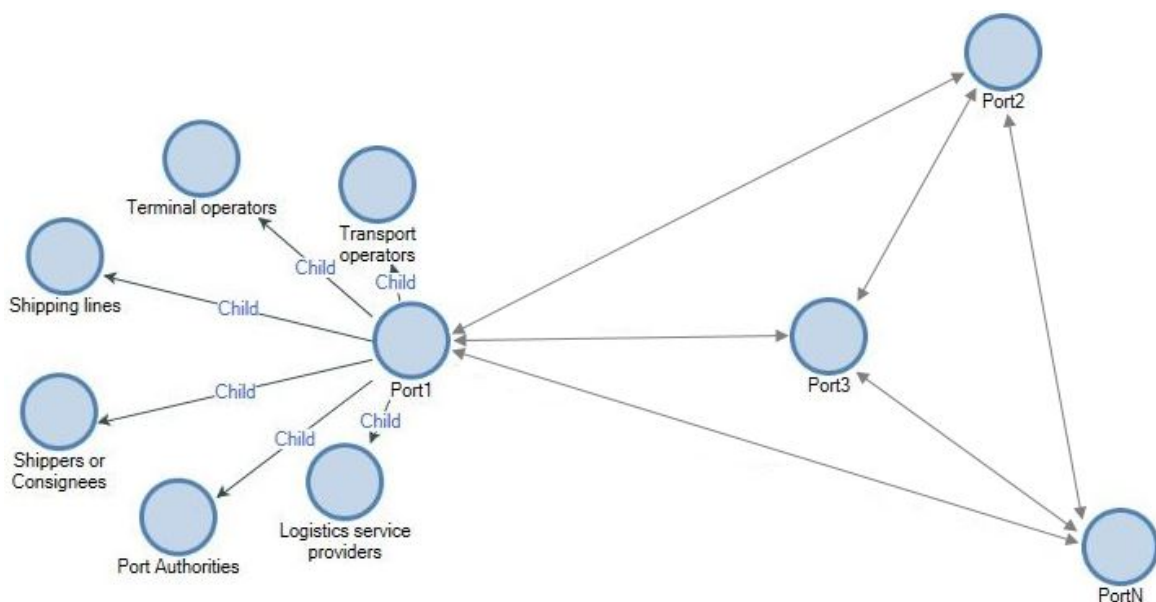 Port2
Terminal operators
Transport
operators
Child
Child
Shipping lines
Child
Port1
Port3
Child
Child
Child
Shippers or
Consignees
Logistics service
providers
Port Authorities
PortN